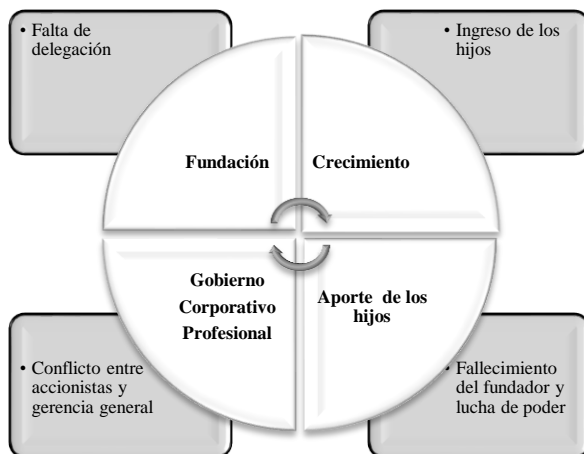 • Falta de
delegación
• Ingreso de los
hijos
Fundación
Crecimiento
Gobierno
Corporativo
Profesional
Aporte de los
hijos
• Conflicto entre
accionistas y
gerencia general
• Fallecimiento
del fundador y
lucha de poder